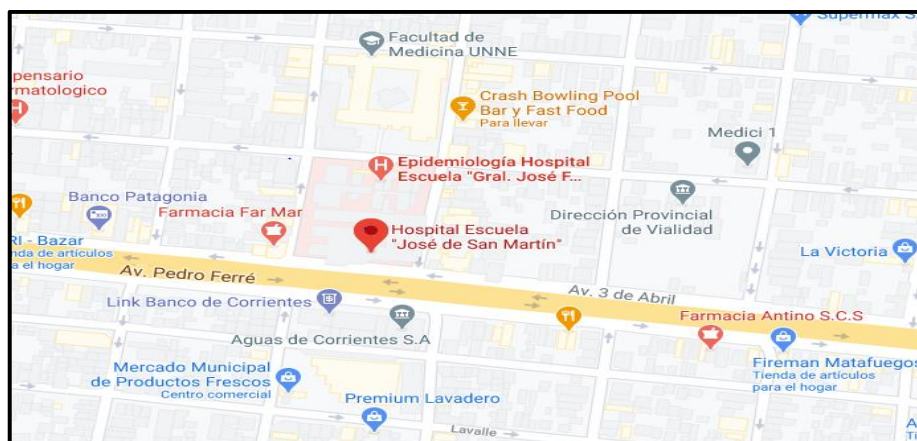 Supermax S
Facultad de
Medicina UNNE
pensario
rmatologico
Crash Bowling Pool
Bar y Fast Food
Para llevar
Medici 1
Epidemiología Hospital
Escuela "Gral. José F...
Banco Patagonia
Farmacia Far Mar
Dirección Provincial
de Vialidad
Hospital Escuela
"José de San Martín"
RI - Bazar
enda de artículos
a el hogar
La Victoria
Av. Pedro Ferré
Av. 3 de Abril
Link Banco de Corrientes
Aguas de Corrientes S.A
Farmacia Antino S.C.S
Mercado Municipal
de Productos Frescos
Centro comercial
Fireman Matafuegos
Tienda de artículos
para el hogar
Premium Lavadero
Lavalle